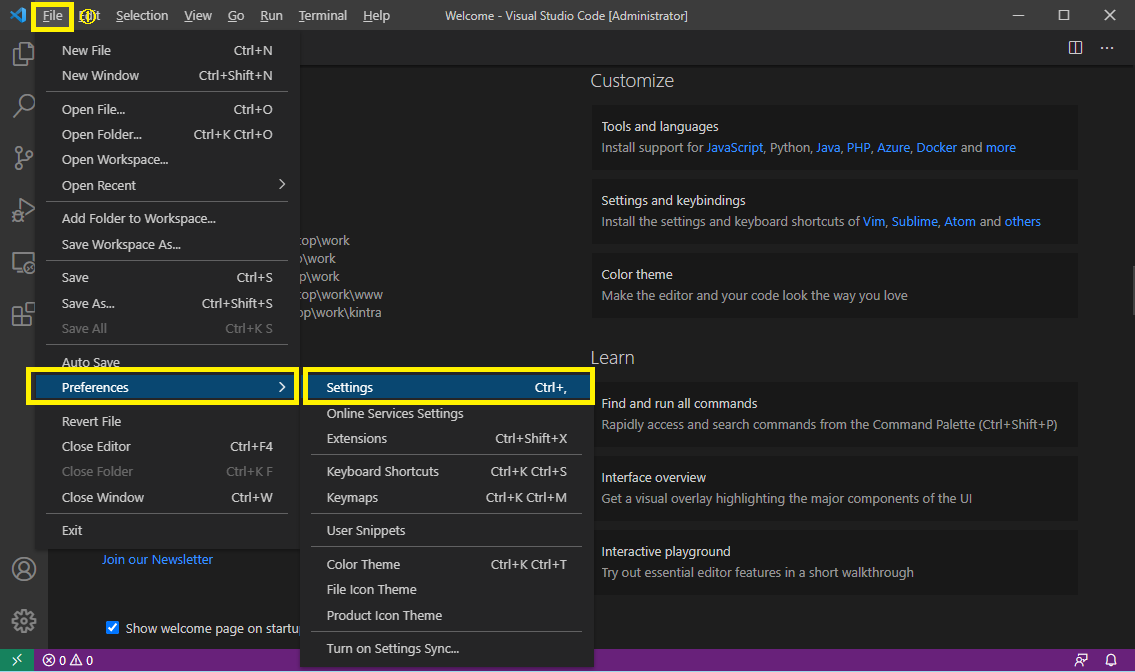 File Edit Selection View Go Run Terminal Help Welcome - Visual Studio Code [Administrator]
New File Ctrl+N
New Window Ctrl+Shift+N
Open File... Ctrl+O
Open Folder... Ctrl+K Ctrl+O
Open Workspace...
Open Recent
Add Folder to Workspace...
Save Workspace As...
Save Ctrl+S
Save As... Ctrl+Shift+S
Save All Ctrl+K S
Auto Save
Preferences
Revert File
Close Editor Ctrl+F4
Close Folder Ctrl+K F
Close Window Ctrl+W
Exit
Settings Ctrl+,
Online Services Settings
Extensions Ctrl+Shift+X
Keyboard Shortcuts Ctrl+K Ctrl+S
Keymaps Ctrl+K Ctrl+M
User Snippets
Color Theme Ctrl+K Ctrl+T
File Icon Theme
Product Icon Theme
Turn on Settings Sync...
top\work
\work
p\work
top\work\www
op\work\kintra
Join our Newsletter
Show welcome page on startu
Customize
Tools and languages
Install support for JavaScript, Python, Java, PHP, Azure, Docker and more
Settings and keybindings
Install the settings and keyboard shortcuts of Vim, Sublime, Atom and others
Color theme
Make the editor and your code look the way you love
Learn
Find and run all commands
Rapidly access and search commands from the Command Palette (Ctrl+Shift+P)
Interface overview
Get a visual overlay highlighting the major components of the UI
Interactive playground
Try out essential editor features in a short walkthrough
0 0